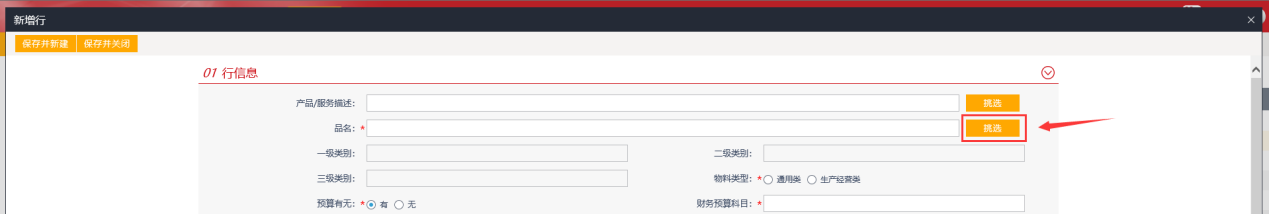 新增行
保存并新建 保存并关闭
01 行信息
产品/服务描述: 挑选
品名: * 挑选
一级类别: 二级类别:
三级类别: 物料类型: * 通用类 生产经营类
预算有无: * 有 无 财务预算科目: *